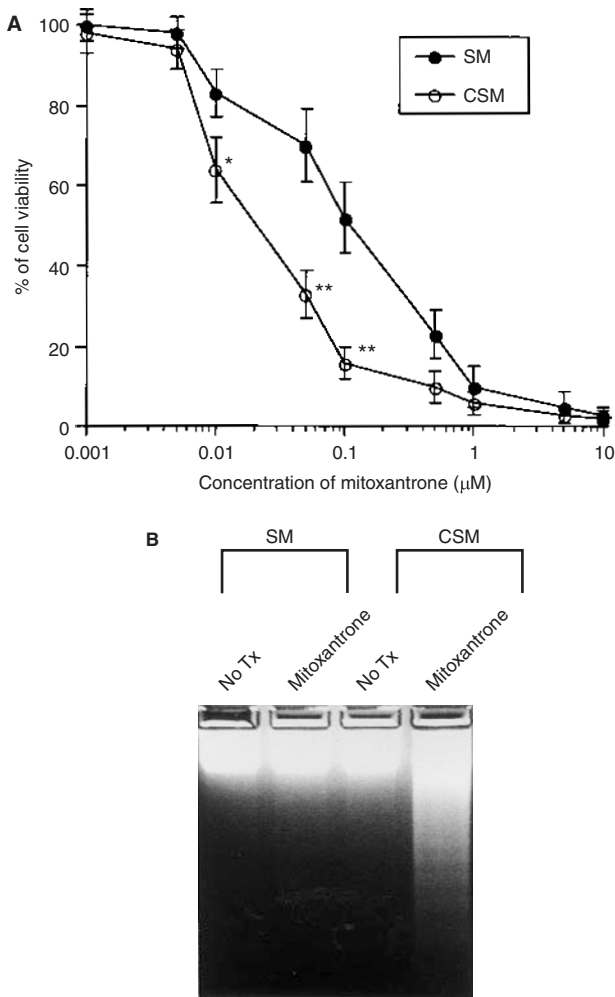 A
100
80
60
40
20
0
% of cell viability
SM
CSM
*
**
**
0.001
0.01
0.1
1
10
Concentration of mitoxantrone (μM)
B
SM
CSM
No Tx
Mitoxantrone
No Tx
Mitoxantrone